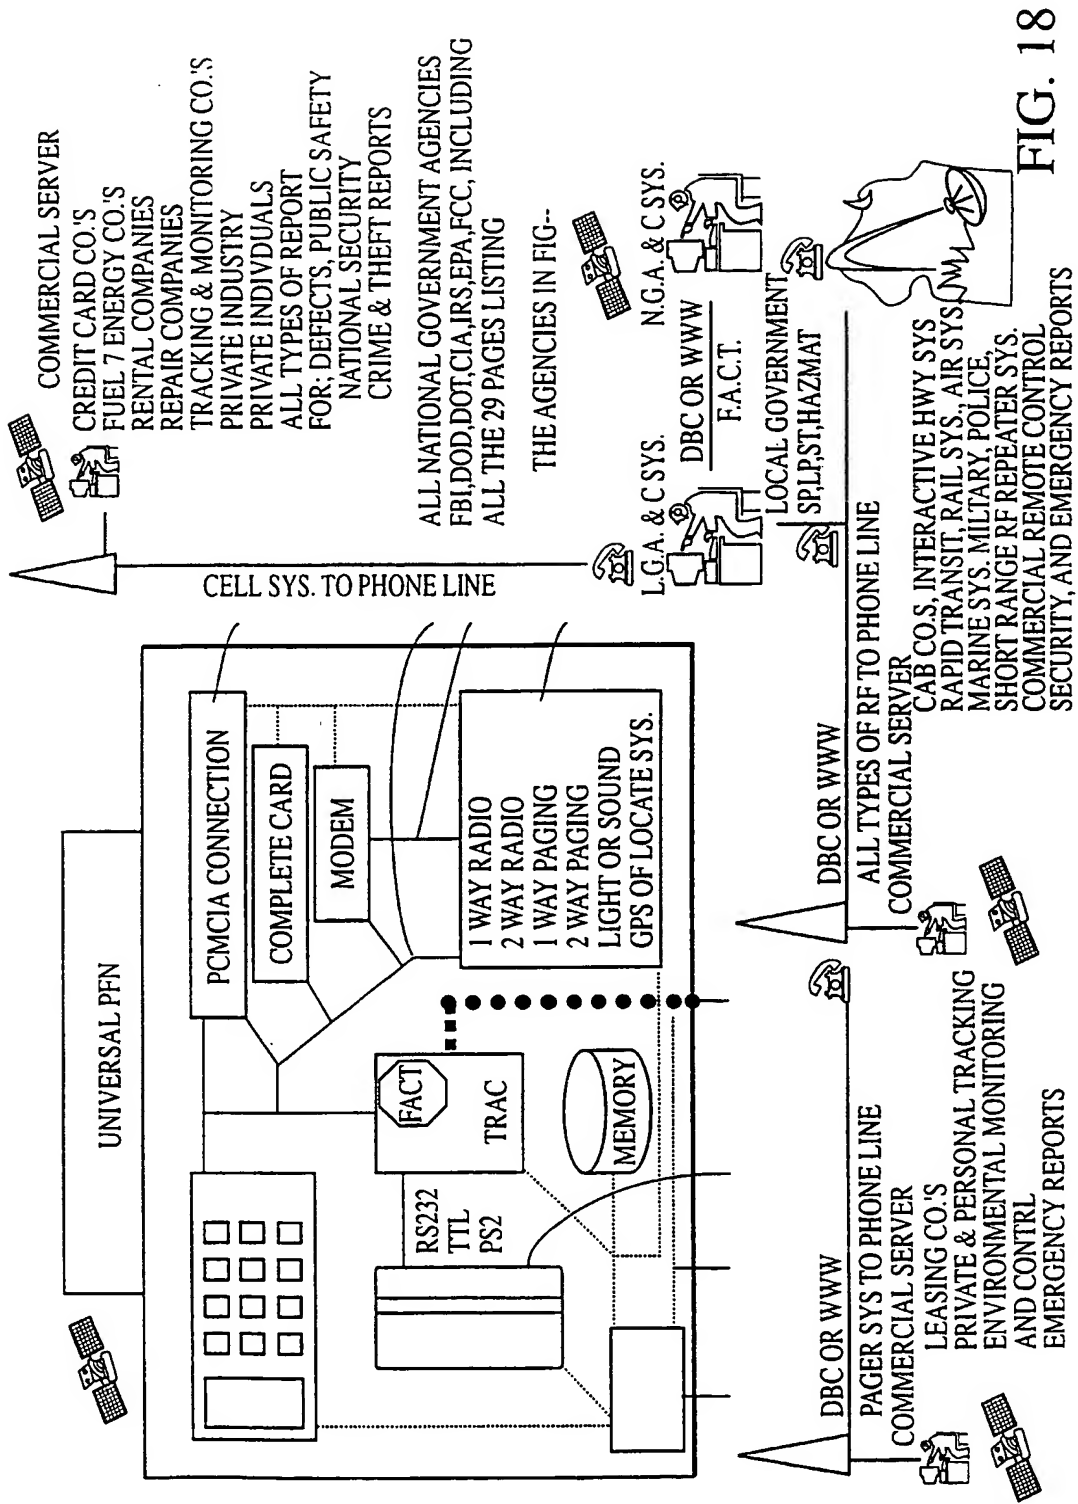 UNIVERSAL PFN
PCMCIA CONNECTION
COMPLETE CARD
MODEM
1 WAY RADIO
2 WAY RADIO
1 WAY PAGING
2 WAY PAGING
LIGHT OR SOUND
GPS OF LOCATE SYS.
FACT
TRAC
RS232
TTL
PS2
MEMORY
CELL SYS. TO PHONE LINE
COMMERCIAL SERVER
CREDIT CARD CO.'S
FUEL 7 ENERGY CO.'S
RENTAL COMPANIES
REPAIR COMPANIES
TRACKING & MONITORING CO.'S
PRIVATE INDUSTRY
PRIVATE INDIVDUALS
ALL TYPES OF REPORT
FOR; DEFECTS, PUBLIC SAFETY
NATIONAL SECURITY
CRIME & THEFT REPORTS
ALL NATIONAL GOVERNMENT AGENCIES
FBI,DOD,DOT,CIA,IRS,EPA,FCC, INCLUDING
ALL THE 29 PAGES LISTING
THE AGENCIES IN FIG--
L.G.A. & C SYS.
N.G.A. & C SYS.
DBC OR WWW
F.A.C.T.
LOCAL GOVERNMENT
SP,LP,ST,HAZMAT
DBC OR WWW
PAGER SYS TO PHONE LINE
COMMERCIAL SERVER
LEASING CO.'S
PRIVATE & PERSONAL TRACKING
ENVIRONMENTAL MONITORING
AND CONTRL
EMERGENCY REPORTS
DBC OR WWW
ALL TYPES OF RF TO PHONE LINE
COMMERCIAL SERVER
CAB CO.S, INTERACTIVE HWY SYS
RAPID TRANSIT, RAIL SYS., AIR SYS,
MARINE SYS. MILTARY, POLICE,
SHORT RANGE RF REPEATER SYS.
COMMERCIAL REMOTE CONTROL
SECURITY, AND EMERGENCY REPORTS
FIG. 18